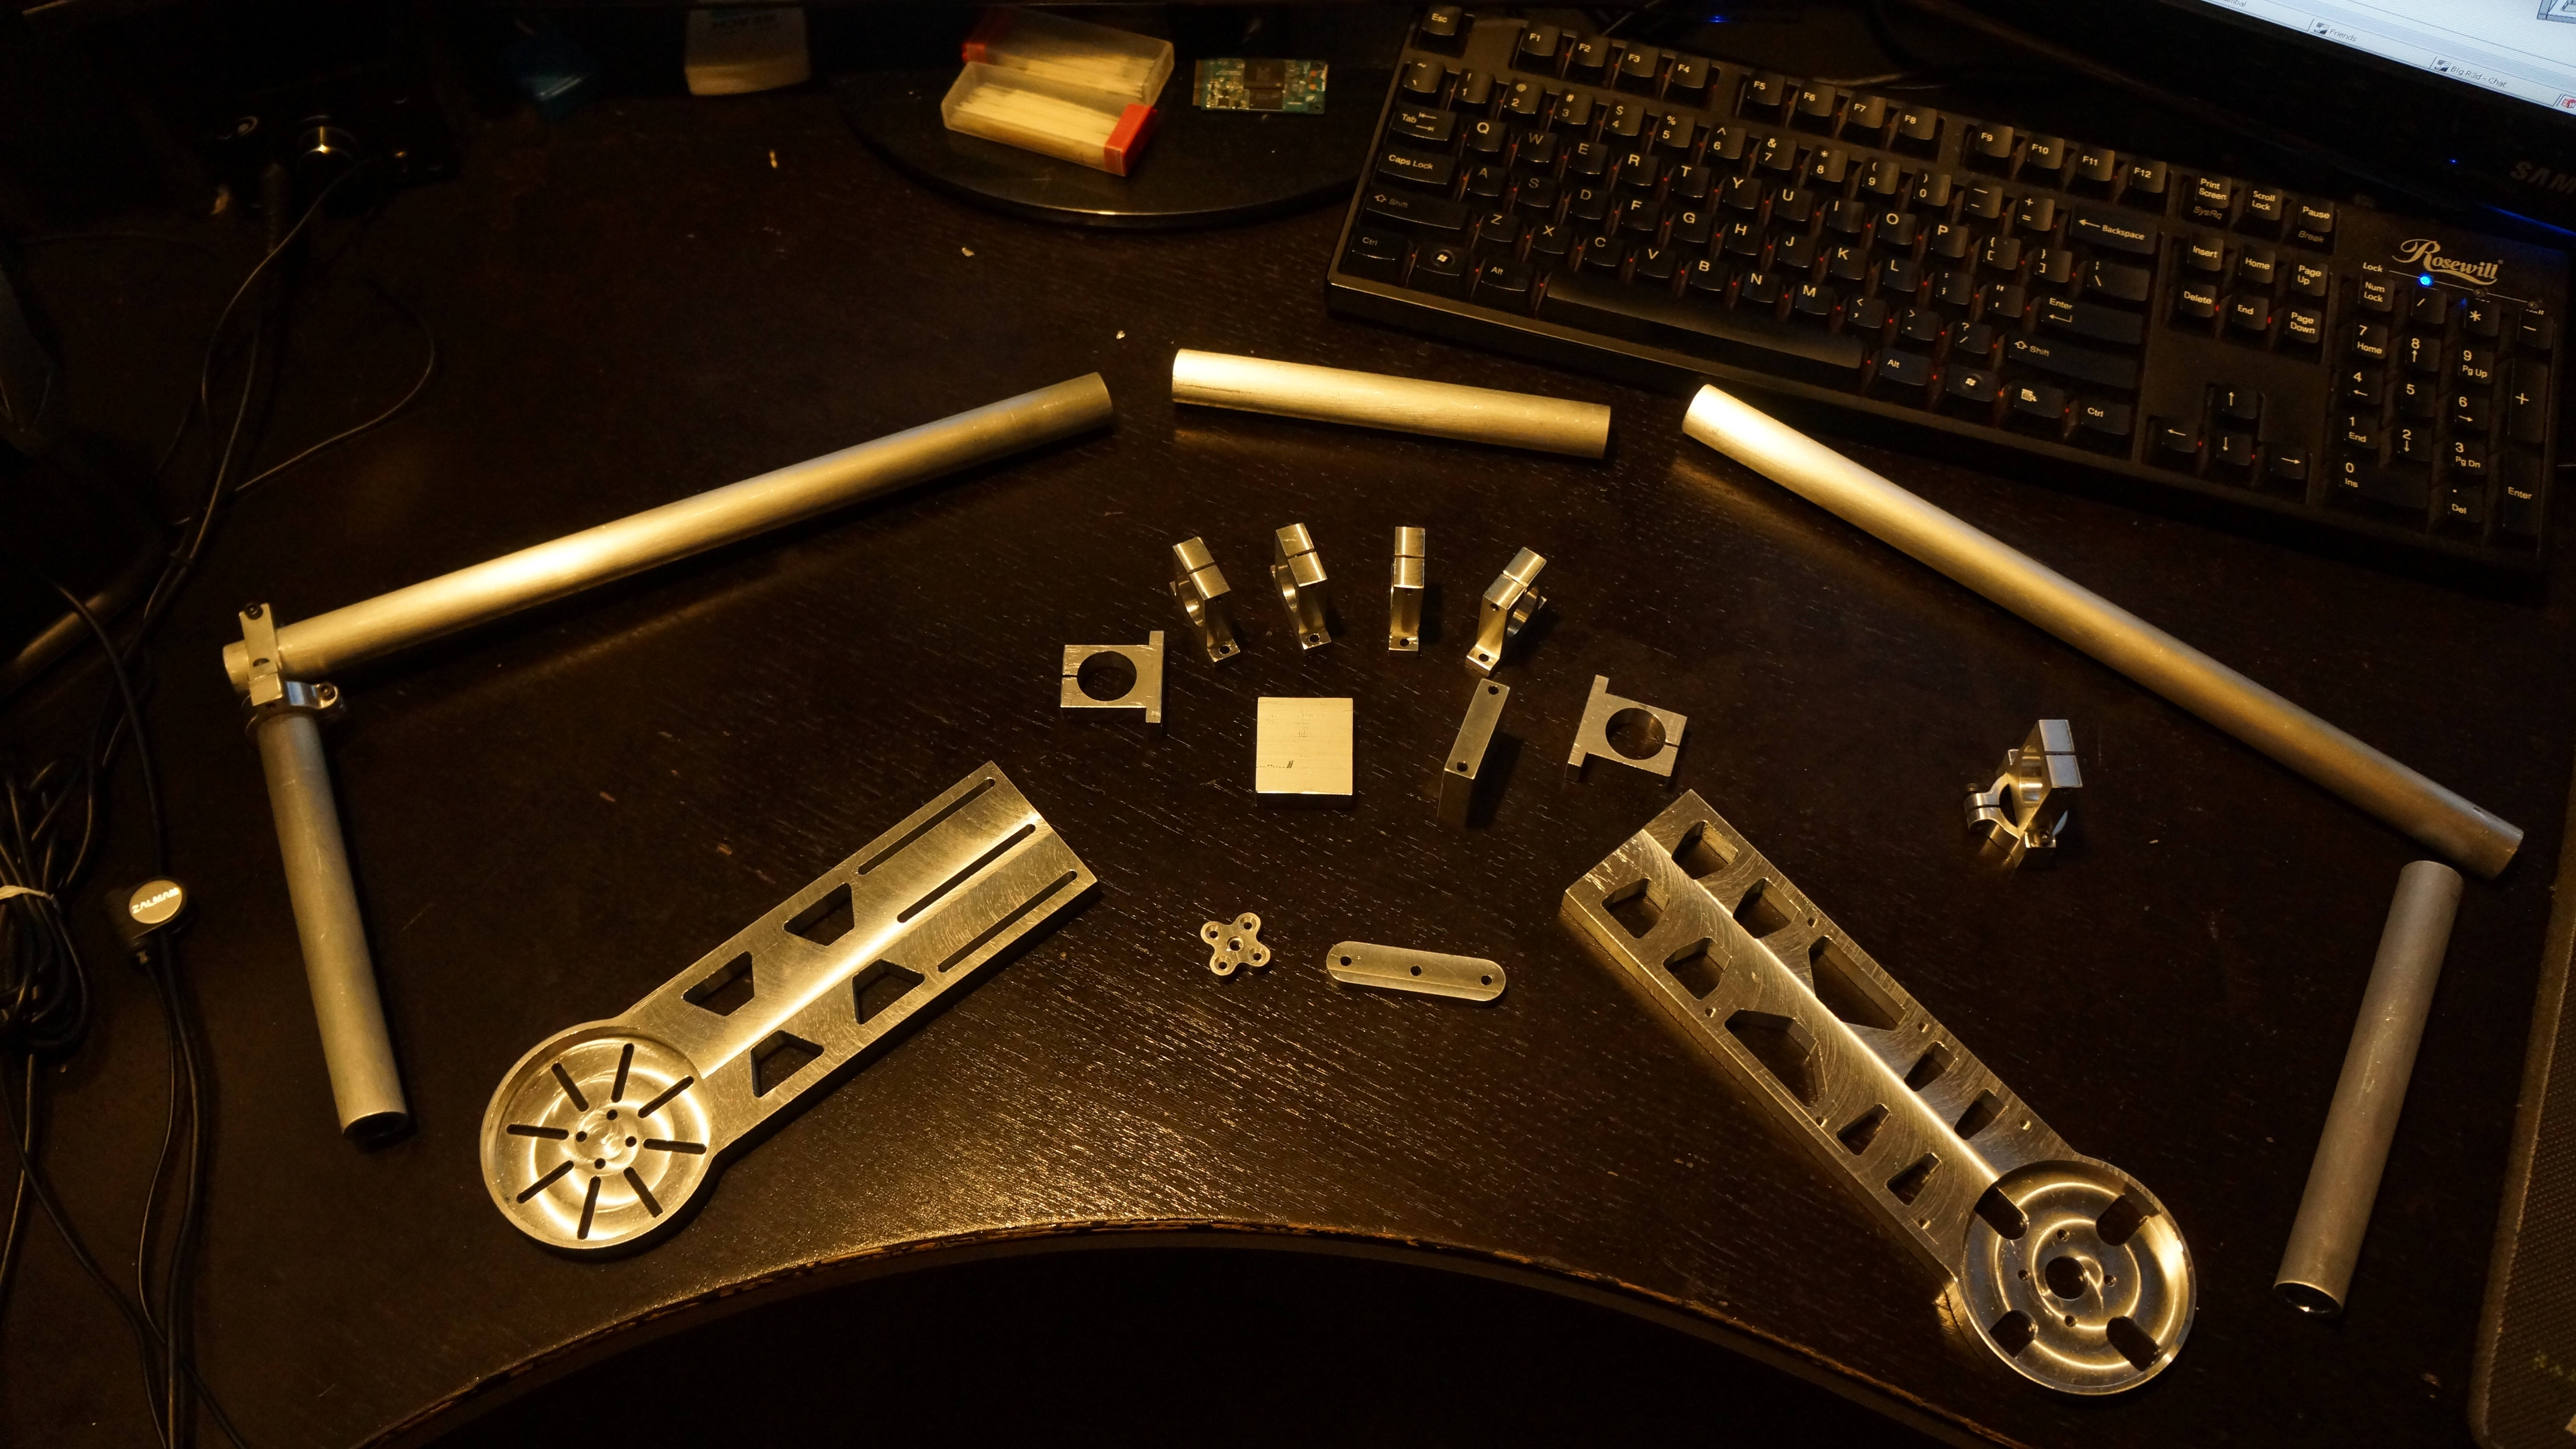 Friends
Big R3d - Chat
SAM
Esc
F1 F2 F3 F4 F5 F6 F7 F8 F9 F10 F11 F12
Print Screen SysRq
Scroll Lock
Pause Break
~ ! 1 @ 2 # 3 $ 4 % 5 ^ 6 & 7 * 8 ( 9 ) 0 — - + =
Backspace
Insert Home Page Up
Tab Q W E R T Y U I O P { [ } ] | \
Delete End Page Down
Caps Lock A S D F G H J K L : ; " '
Enter
Shift Z X C V B N M < , > . ? /
Shift
Ctrl Alt Alt Ctrl
Rosewill
Lock
Num Lock / * -
7 Home 8 9 Pg Up +
4 5 6
1 End 2 3 Pg Dn
0 Ins . Del Enter
ZALMAN